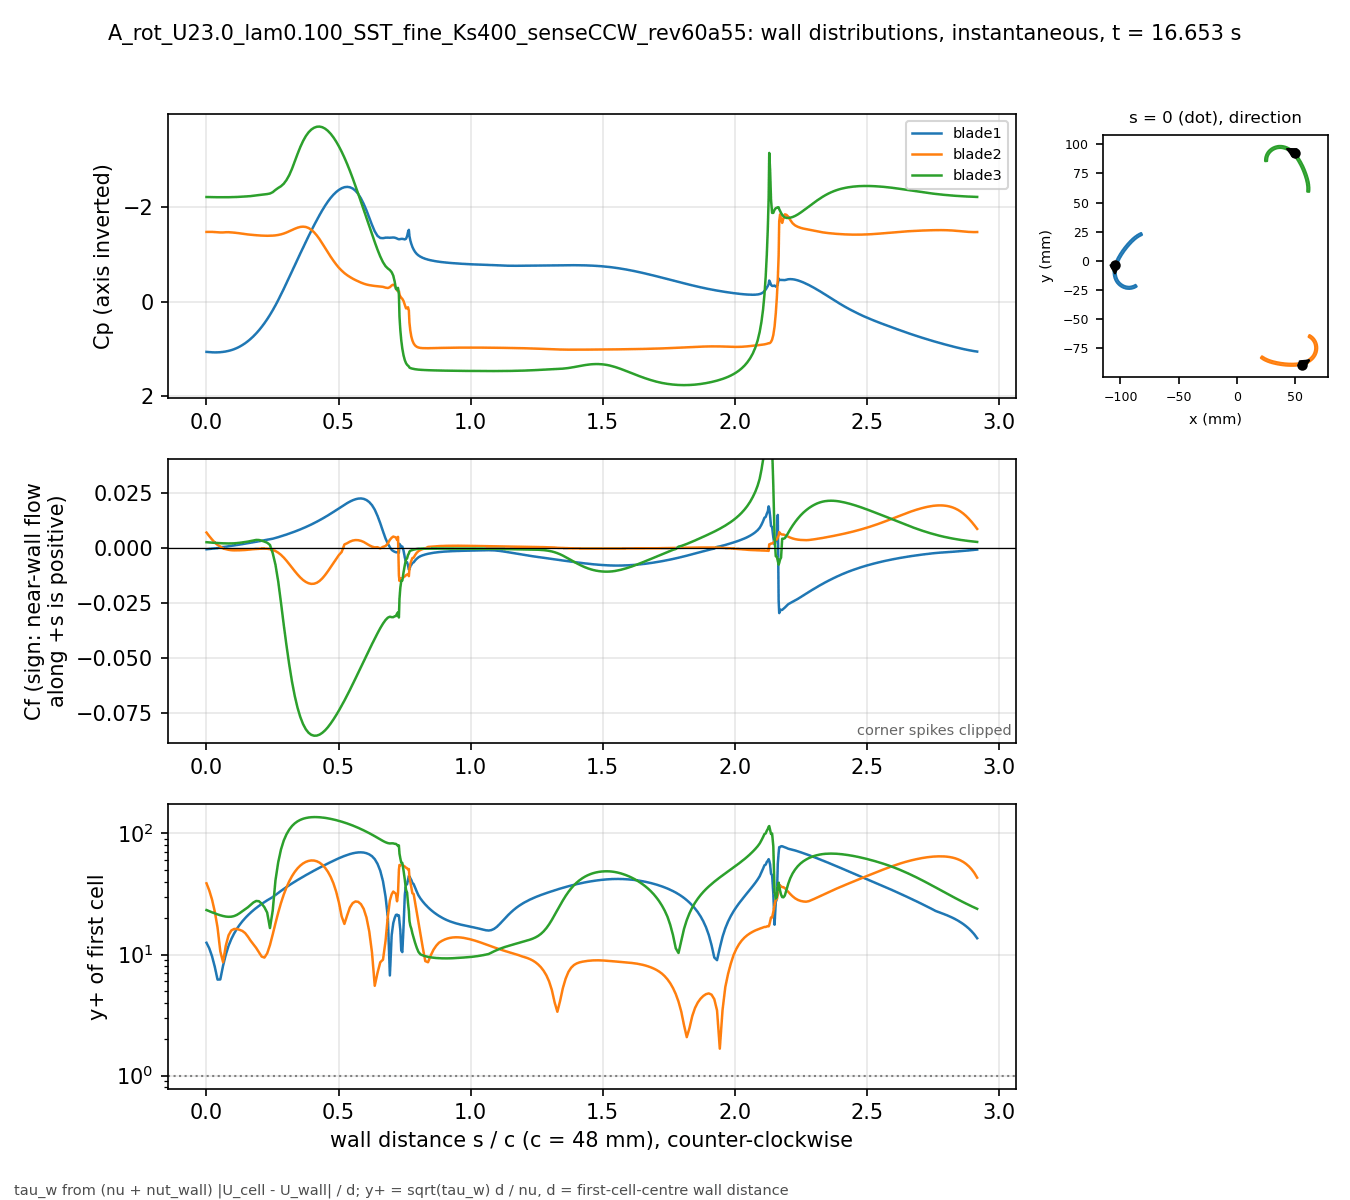 A_rot_U23.0_lam0.100_SST_fine_Ks400_senseCCW_rev60a55: wall distributions, instantaneous, t = 16.653 s
Cp (axis inverted)
−2
0
2
0.0 0.5 1.0 1.5 2.0 2.5 3.0
blade1
blade2
blade3
s = 0 (dot), direction
y (mm)
100
75
50
25
0
−25
−50
−75
−100 −50 0 50
x (mm)
Cf (sign: near-wall flow
along +s is positive)
0.025
0.000
−0.025
−0.050
−0.075
corner spikes clipped
0.0 0.5 1.0 1.5 2.0 2.5 3.0
y+ of first cell
10²
10¹
10⁰
0.0 0.5 1.0 1.5 2.0 2.5 3.0
wall distance s / c (c = 48 mm), counter-clockwise
tau_w from (nu + nut_wall) |U_cell - U_wall| / d; y+ = sqrt(tau_w) d / nu, d = first-cell-centre wall distance